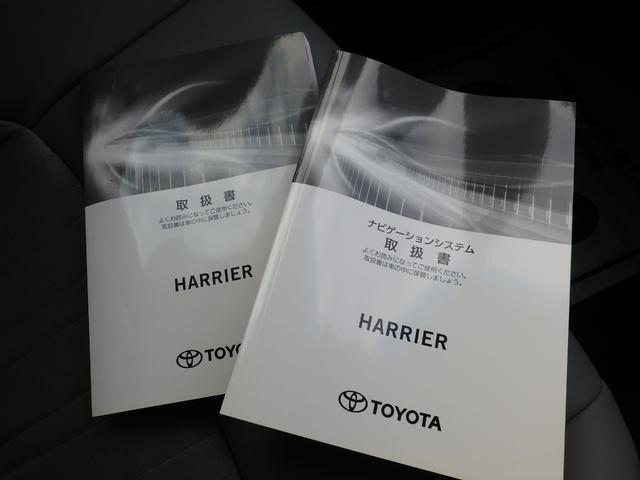 取扱書
よくお読みになってご使用ください。
取扱書は車の中に保管しましょう。
HARRIER
TOYO
ナビゲーションシステム
取扱書
よくお読みになってご使用ください。
取扱書は車の中に保管しましょう。
HARRIER
TOYOTA